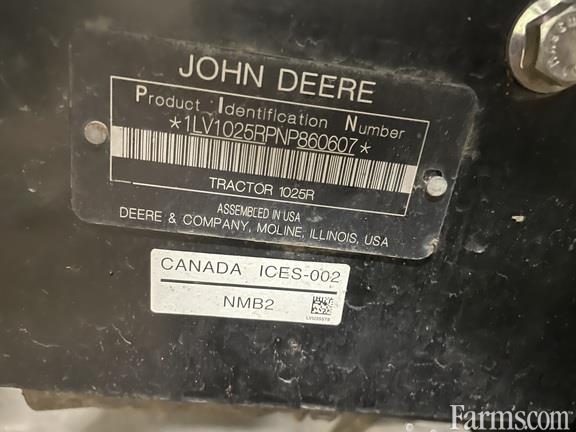 JOHN DEERE
Product Identification Number
*1LV1025RPNP860607*
TRACTOR 1025R
ASSEMBLED IN USA
DEERE & COMPANY, MOLINE, ILLINOIS, USA
CANADA ICES-002
NMB2
Farms.com